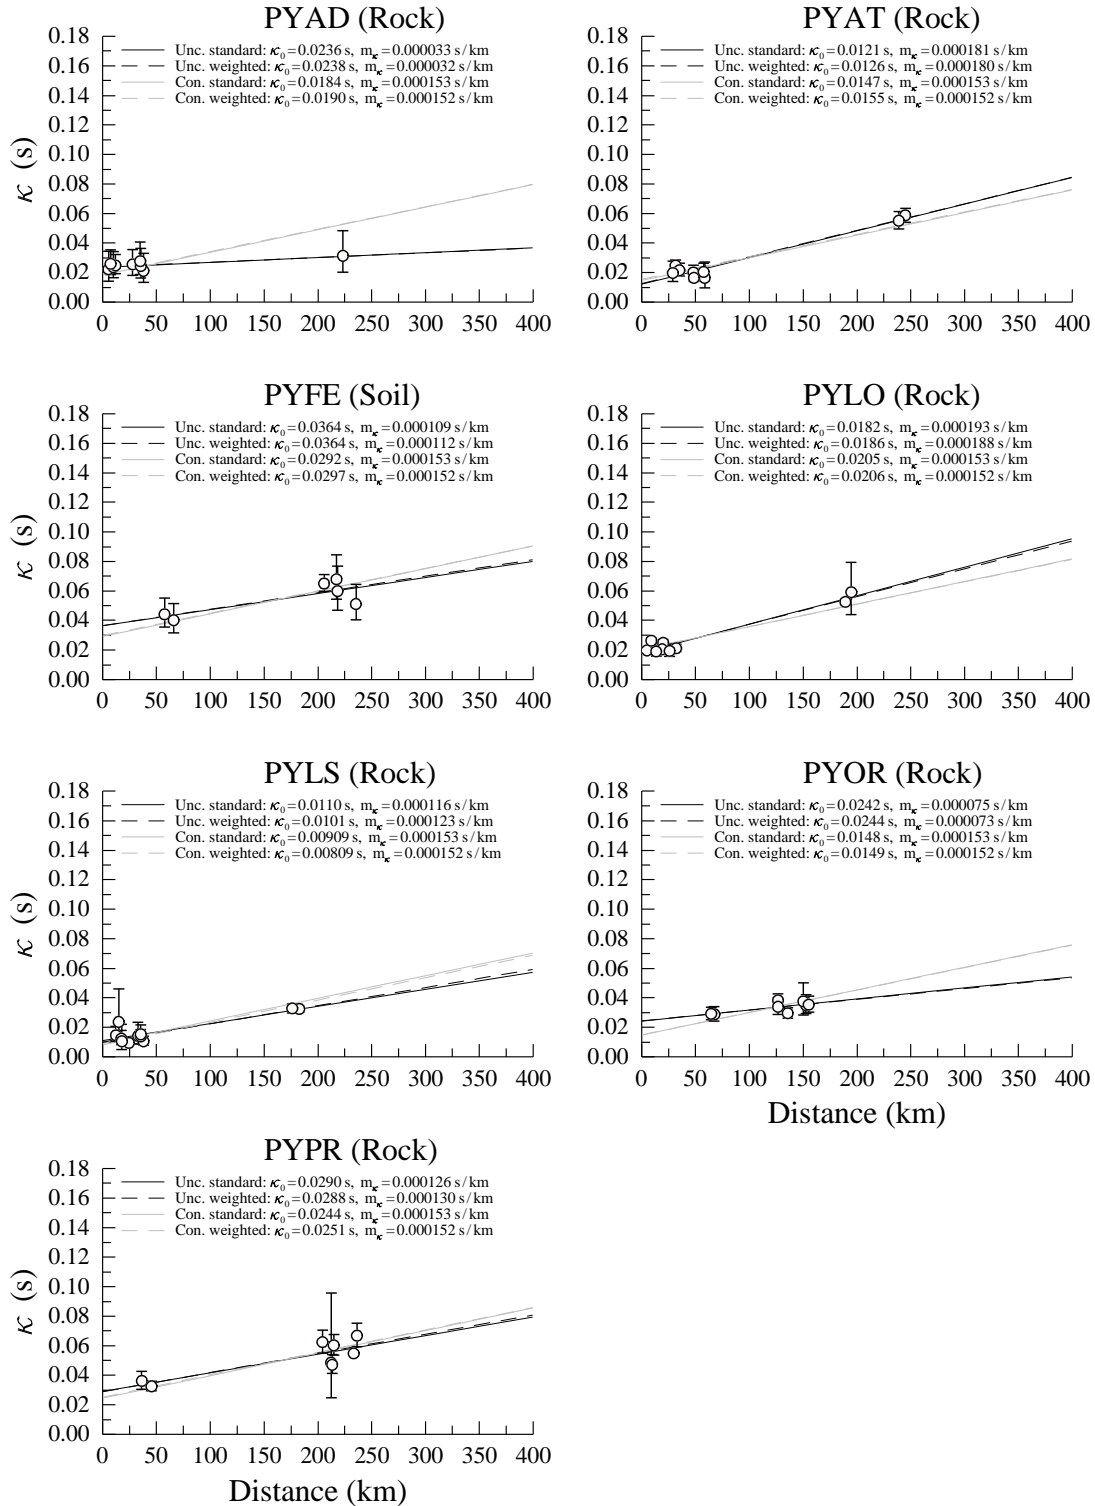 PYAD (Rock)
0.18
0.16
0.14
0.12
0.10
0.08
0.06
0.04
0.02
0.00
κ (s)
Unc. standard: κ0=0.0236 s, mκ=0.000033 s/km
Unc. weighted: κ0=0.0238 s, mκ=0.000032 s/km
Con. standard: κ0=0.0184 s, mκ=0.000153 s/km
Con. weighted: κ0=0.0190 s, mκ=0.000152 s/km
0 50 100 150 200 250 300 350 400
PYAT (Rock)
0.18
0.16
0.14
0.12
0.10
0.08
0.06
0.04
0.02
0.00
Unc. standard: κ0=0.0121 s, mκ=0.000181 s/km
Unc. weighted: κ0=0.0126 s, mκ=0.000180 s/km
Con. standard: κ0=0.0147 s, mκ=0.000153 s/km
Con. weighted: κ0=0.0155 s, mκ=0.000152 s/km
0 50 100 150 200 250 300 350 400
PYFE (Soil)
0.18
0.16
0.14
0.12
0.10
0.08
0.06
0.04
0.02
0.00
κ (s)
Unc. standard: κ0=0.0364 s, mκ=0.000109 s/km
Unc. weighted: κ0=0.0364 s, mκ=0.000112 s/km
Con. standard: κ0=0.0292 s, mκ=0.000153 s/km
Con. weighted: κ0=0.0297 s, mκ=0.000152 s/km
0 50 100 150 200 250 300 350 400
PYLO (Rock)
0.18
0.16
0.14
0.12
0.10
0.08
0.06
0.04
0.02
0.00
Unc. standard: κ0=0.0182 s, mκ=0.000193 s/km
Unc. weighted: κ0=0.0186 s, mκ=0.000188 s/km
Con. standard: κ0=0.0205 s, mκ=0.000153 s/km
Con. weighted: κ0=0.0206 s, mκ=0.000152 s/km
0 50 100 150 200 250 300 350 400
PYLS (Rock)
0.18
0.16
0.14
0.12
0.10
0.08
0.06
0.04
0.02
0.00
κ (s)
Unc. standard: κ0=0.0110 s, mκ=0.000116 s/km
Unc. weighted: κ0=0.0101 s, mκ=0.000123 s/km
Con. standard: κ0=0.00909 s, mκ=0.000153 s/km
Con. weighted: κ0=0.00809 s, mκ=0.000152 s/km
0 50 100 150 200 250 300 350 400
PYOR (Rock)
0.18
0.16
0.14
0.12
0.10
0.08
0.06
0.04
0.02
0.00
Unc. standard: κ0=0.0242 s, mκ=0.000075 s/km
Unc. weighted: κ0=0.0244 s, mκ=0.000073 s/km
Con. standard: κ0=0.0148 s, mκ=0.000153 s/km
Con. weighted: κ0=0.0149 s, mκ=0.000152 s/km
0 50 100 150 200 250 300 350 400
Distance (km)
PYPR (Rock)
0.18
0.16
0.14
0.12
0.10
0.08
0.06
0.04
0.02
0.00
κ (s)
Unc. standard: κ0=0.0290 s, mκ=0.000126 s/km
Unc. weighted: κ0=0.0288 s, mκ=0.000130 s/km
Con. standard: κ0=0.0244 s, mκ=0.000153 s/km
Con. weighted: κ0=0.0251 s, mκ=0.000152 s/km
0 50 100 150 200 250 300 350 400
Distance (km)